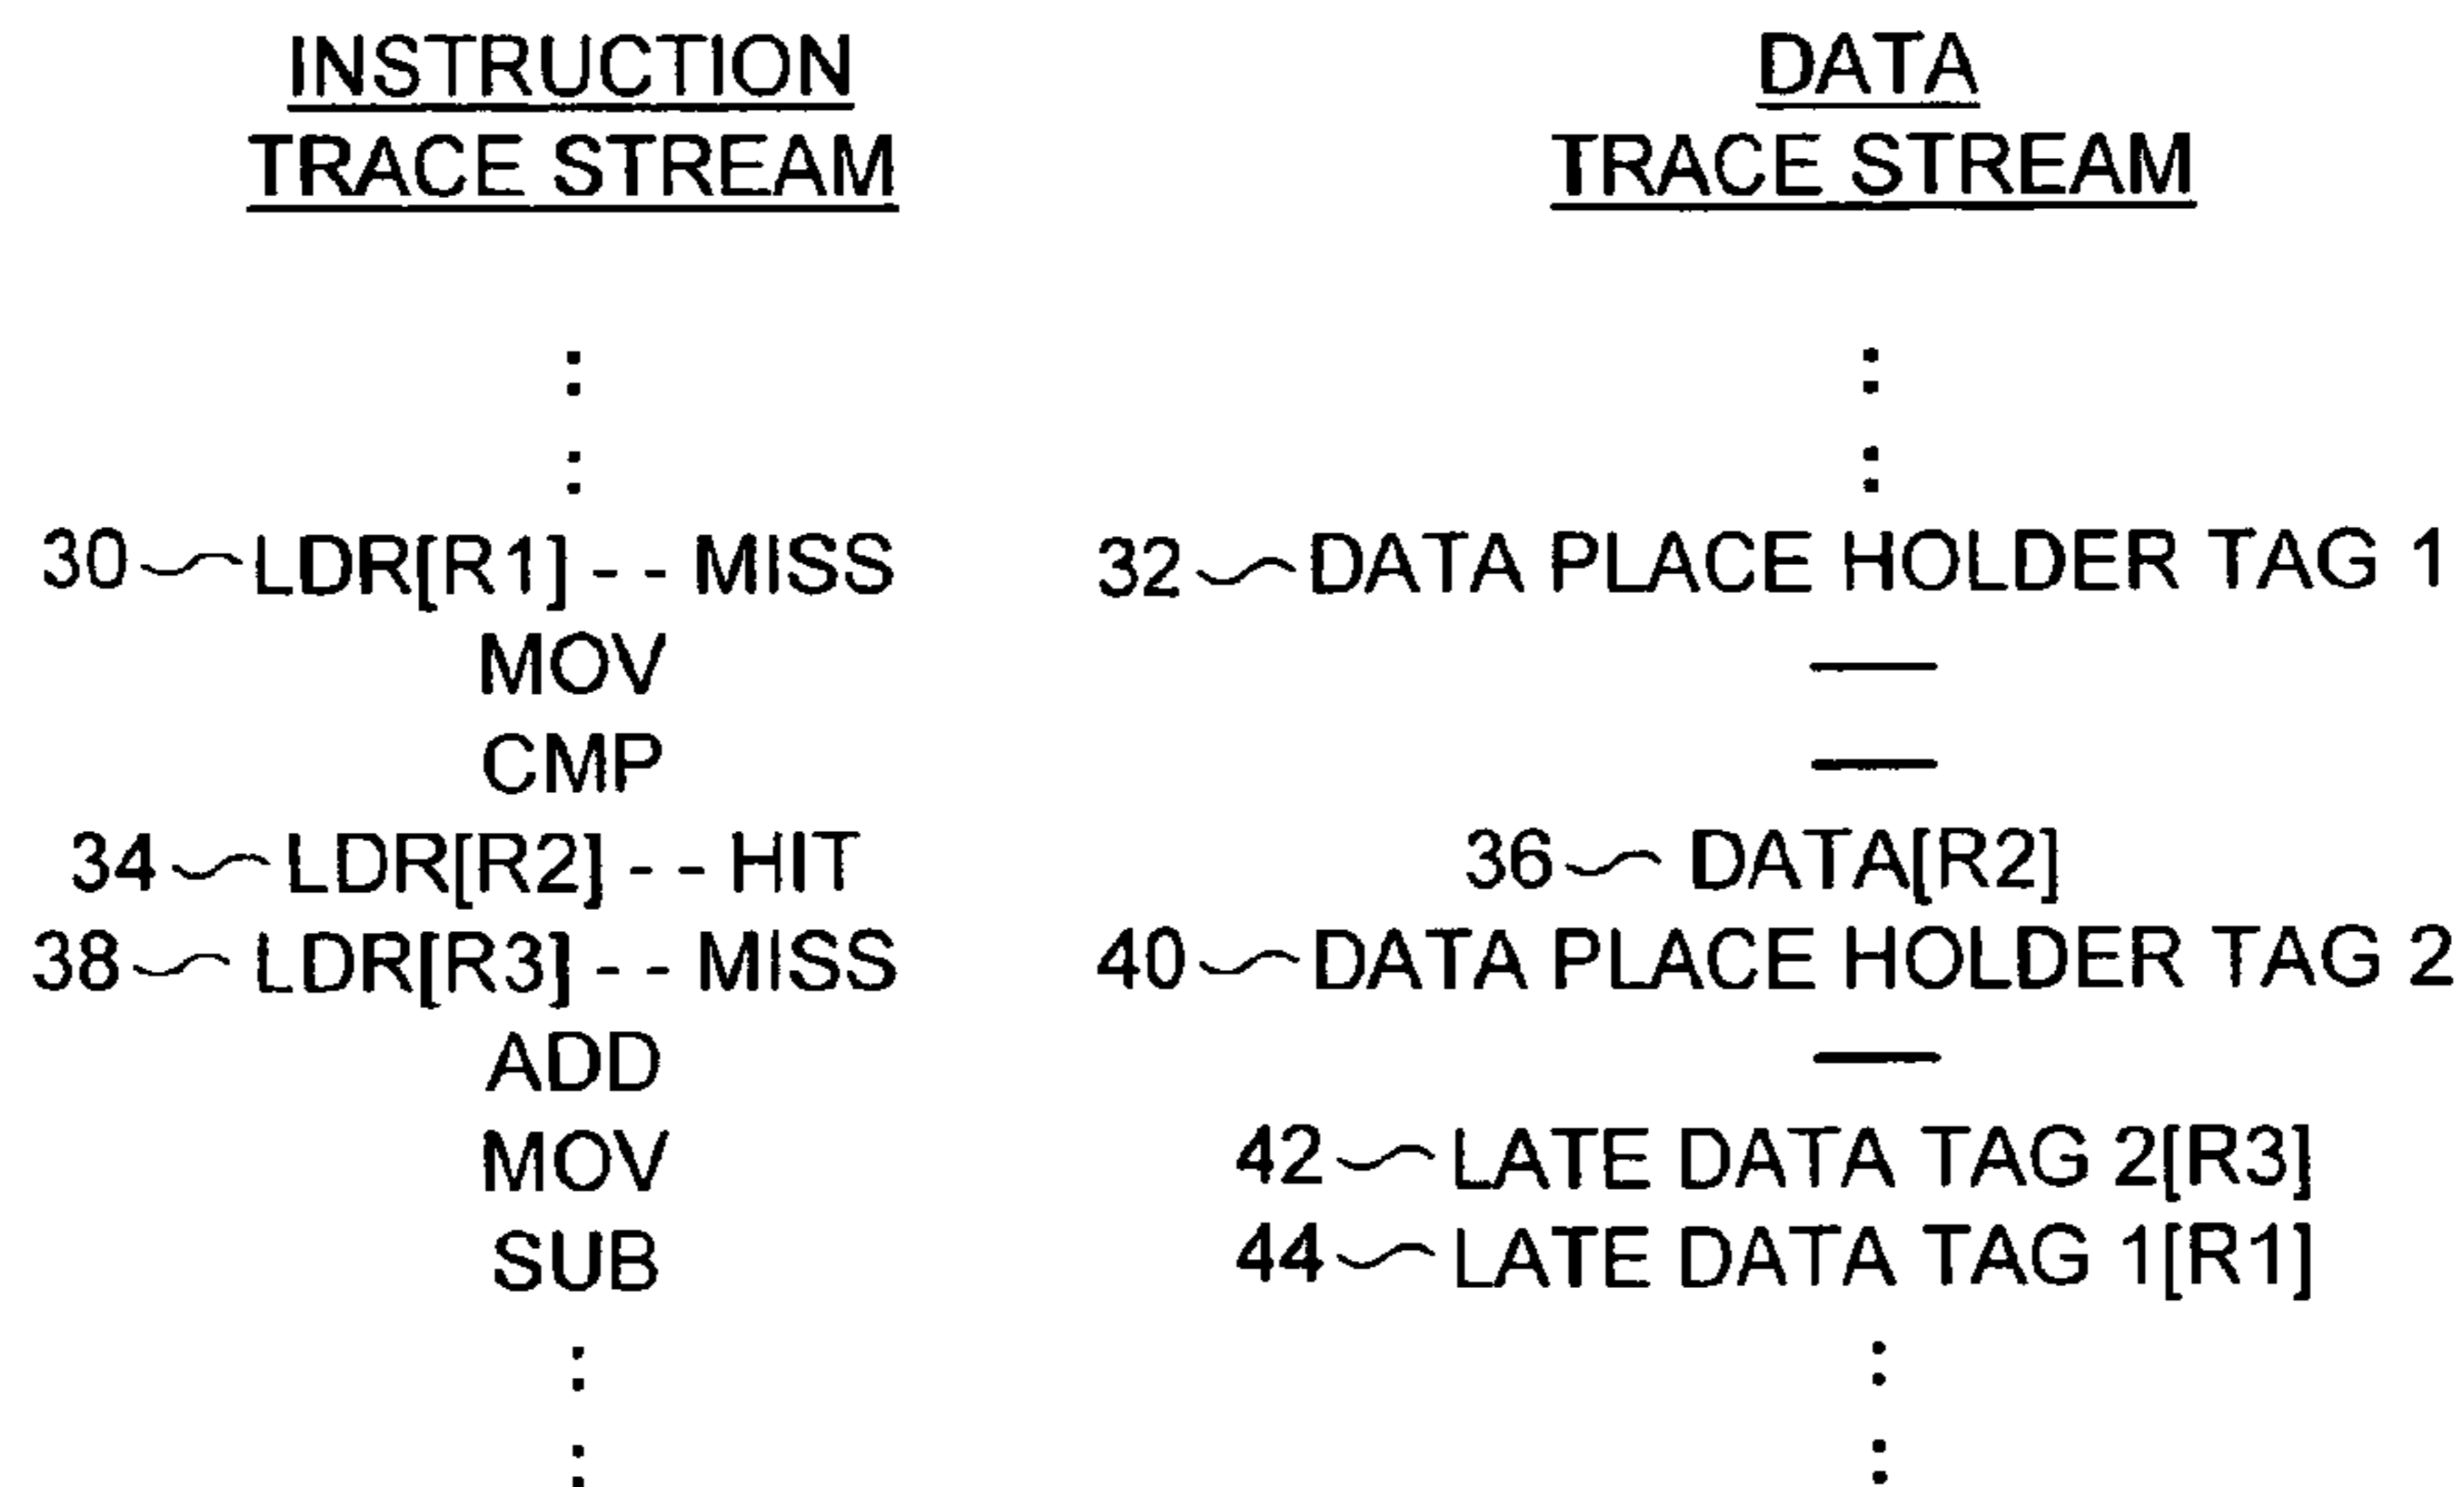 INSTRUCTION
TRACE STREAM
DATA
TRACE STREAM
30 LDR[R1] -- MISS
32 DATA PLACE HOLDER TAG 1
MOV
CMP
34 LDR[R2] -- HIT
36 DATA[R2]
38 LDR[R3] -- MISS
40 DATA PLACE HOLDER TAG 2
ADD
MOV
42 LATE DATA TAG 2[R3]
SUB
44 LATE DATA TAG 1[R1]